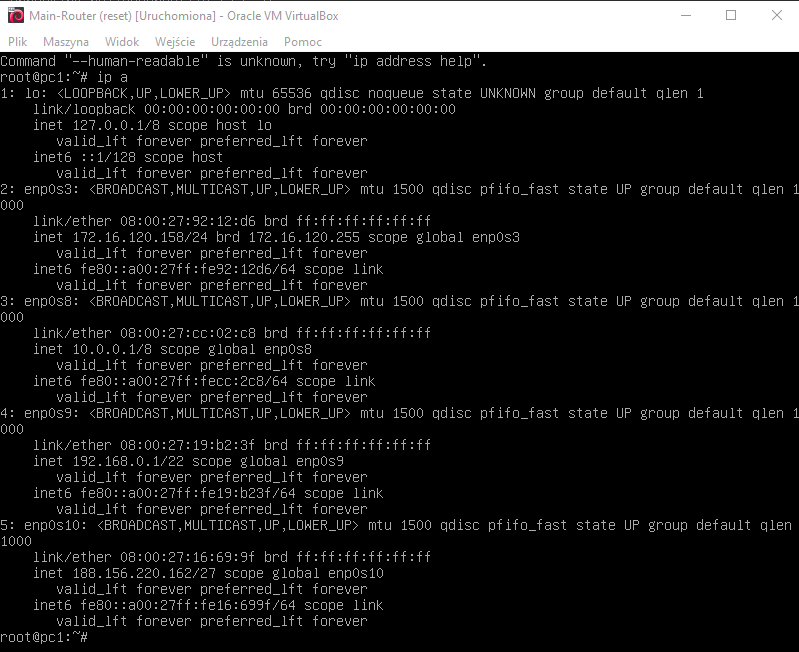 Main-Router (reset) [Uruchomiona] - Oracle VM VirtualBox
Plik Maszyna Widok Wejście Urządzenia Pomoc
Command "--human-readable" is unknown, try "ip address help".
root@pc1:~# ip a
1: lo: <LOOPBACK,UP,LOWER_UP> mtu 65536 qdisc noqueue state UNKNOWN group default qlen 1
    link/loopback 00:00:00:00:00:00 brd 00:00:00:00:00:00
    inet 127.0.0.1/8 scope host lo
       valid_lft forever preferred_lft forever
    inet6 ::1/128 scope host
       valid_lft forever preferred_lft forever
2: enp0s3: <BROADCAST,MULTICAST,UP,LOWER_UP> mtu 1500 qdisc pfifo_fast state UP group default qlen 1
000
    link/ether 08:00:27:92:12:d6 brd ff:ff:ff:ff:ff:ff
    inet 172.16.120.158/24 brd 172.16.120.255 scope global enp0s3
       valid_lft forever preferred_lft forever
    inet6 fe80::a00:27ff:fe92:12d6/64 scope link
       valid_lft forever preferred_lft forever
3: enp0s8: <BROADCAST,MULTICAST,UP,LOWER_UP> mtu 1500 qdisc pfifo_fast state UP group default qlen 1
000
    link/ether 08:00:27:cc:02:c8 brd ff:ff:ff:ff:ff:ff
    inet 10.0.0.1/8 scope global enp0s8
       valid_lft forever preferred_lft forever
    inet6 fe80::a00:27ff:fecc:2c8/64 scope link
       valid_lft forever preferred_lft forever
4: enp0s9: <BROADCAST,MULTICAST,UP,LOWER_UP> mtu 1500 qdisc pfifo_fast state UP group default qlen 1
000
    link/ether 08:00:27:19:b2:3f brd ff:ff:ff:ff:ff:ff
    inet 192.168.0.1/22 scope global enp0s9
       valid_lft forever preferred_lft forever
    inet6 fe80::a00:27ff:fe19:b23f/64 scope link
       valid_lft forever preferred_lft forever
5: enp0s10: <BROADCAST,MULTICAST,UP,LOWER_UP> mtu 1500 qdisc pfifo_fast state UP group default qlen
1000
    link/ether 08:00:27:16:69:9f brd ff:ff:ff:ff:ff:ff
    inet 188.156.220.162/27 scope global enp0s10
       valid_lft forever preferred_lft forever
    inet6 fe80::a00:27ff:fe16:699f/64 scope link
       valid_lft forever preferred_lft forever
root@pc1:~#